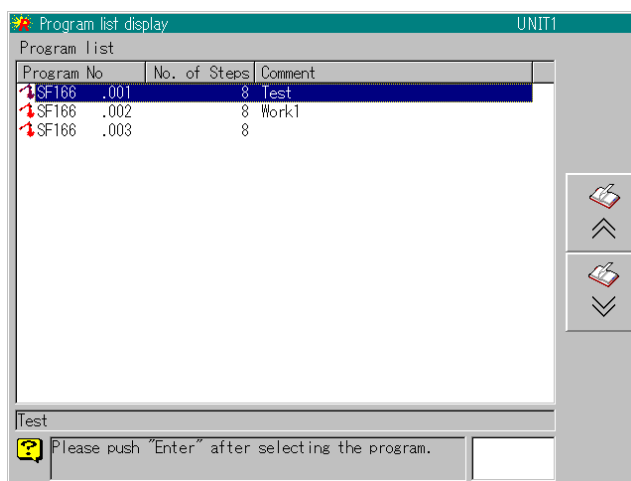 Program list display UNIT1
Program list
Program No No. of Steps Comment
SF166 .001 8 Test
SF166 .002 8 Work1
SF166 .003 8
Test
Please push "Enter" after selecting the program.